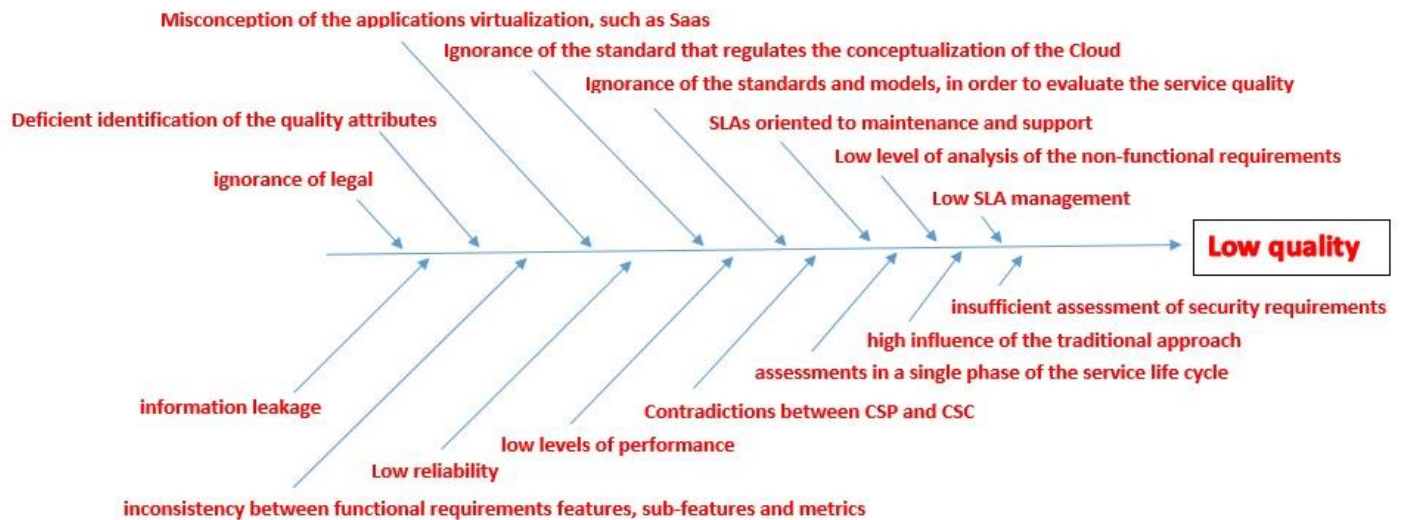 Misconception of the applications virtualization, such as Saas
Ignorance of the standard that regulates the conceptualization of the Cloud
Ignorance of the standards and models, in order to evaluate the service quality
Deficient identification of the quality attributes
SLAs oriented to maintenance and support
Low level of analysis of the non-functional requirements
ignorance of legal
Low SLA management
Low quality
insufficient assessment of security requirements
high influence of the traditional approach
assessments in a single phase of the service life cycle
information leakage
Contradictions between CSP and CSC
low levels of performance
Low reliability
inconsistency between functional requirements features, sub-features and metrics